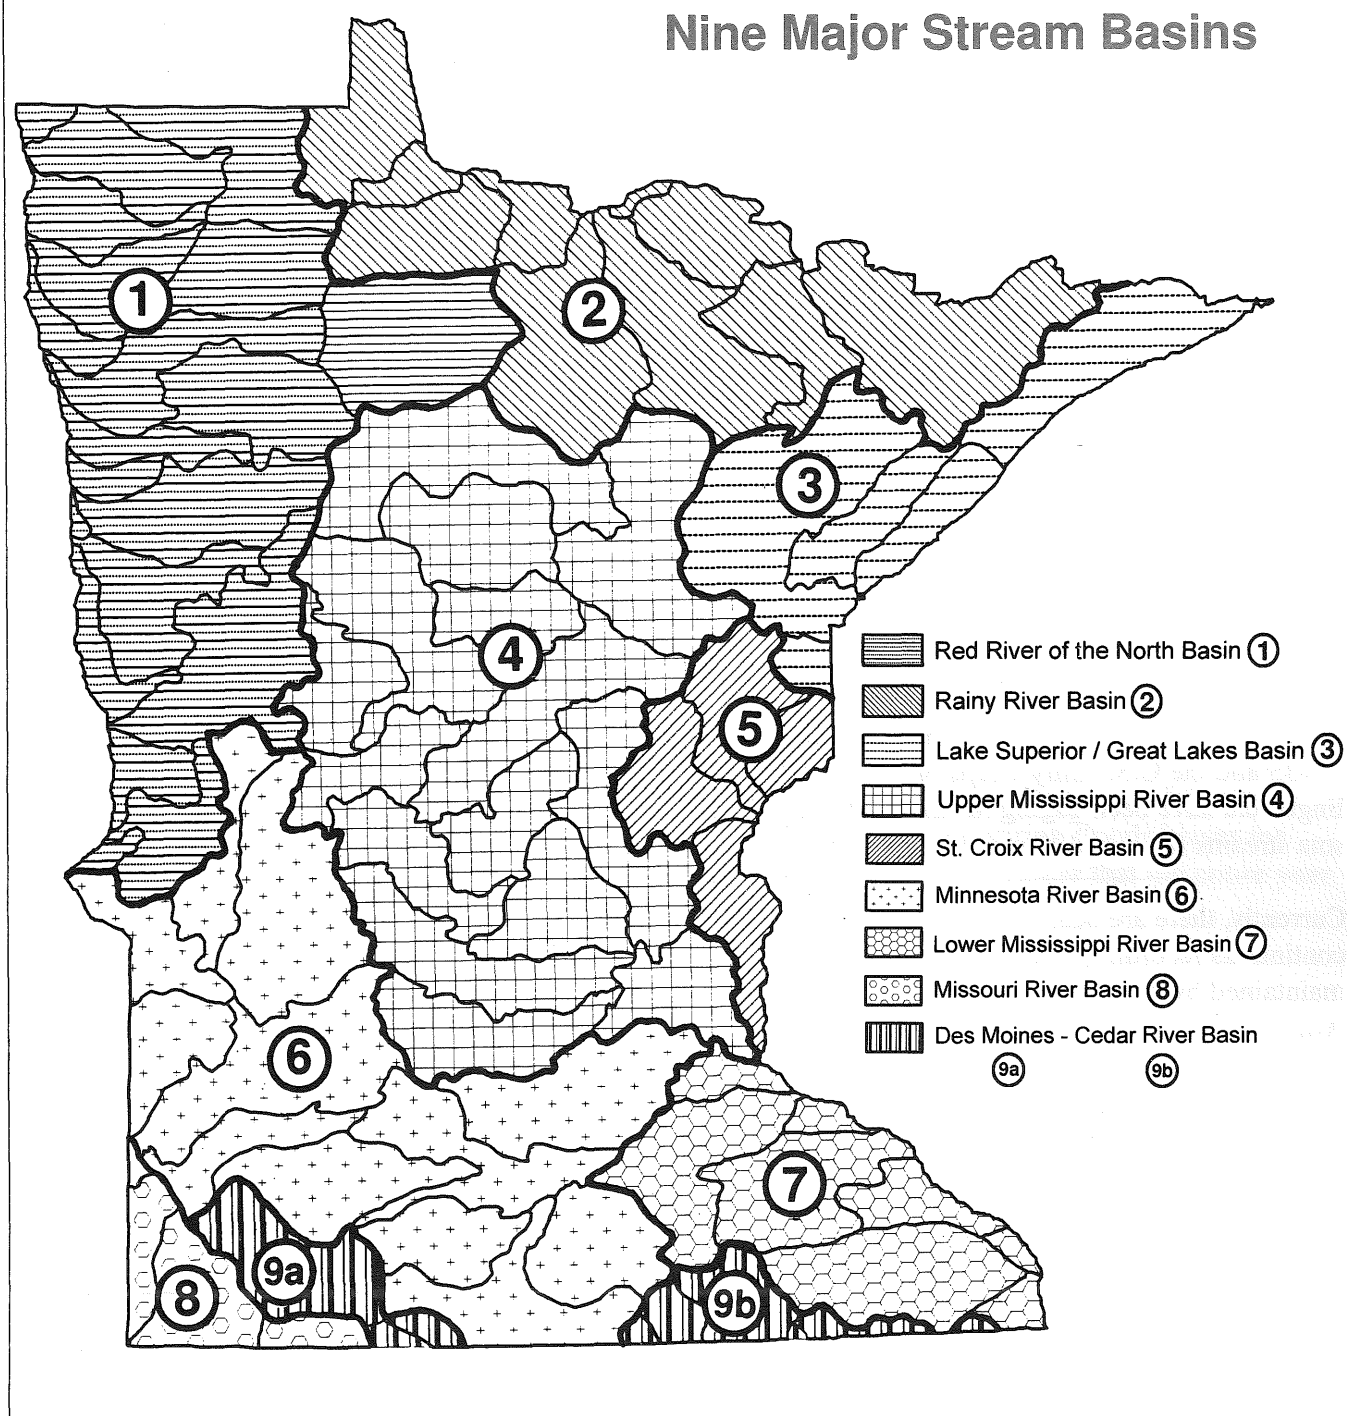 Nine Major Stream Basins
1
2
3
4
5
6
7
8
9a
9b
Red River of the North Basin 1
Rainy River Basin 2
Lake Superior / Great Lakes Basin 3
Upper Mississippi River Basin 4
St. Croix River Basin 5
Minnesota River Basin 6
Lower Mississippi River Basin 7
Missouri River Basin 8
Des Moines - Cedar River Basin
9a 9b